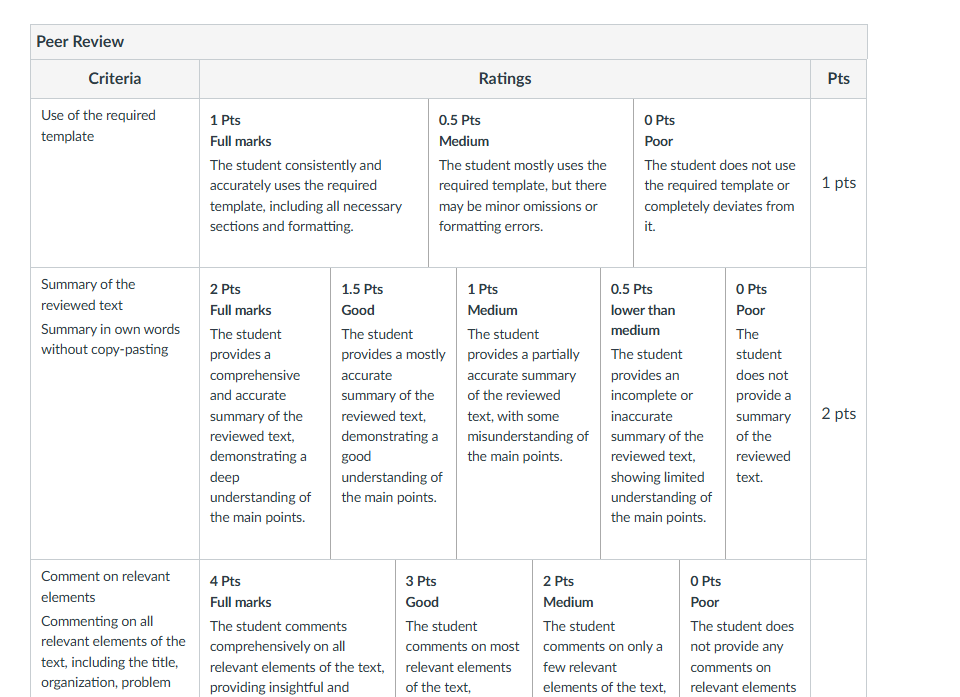 Peer Review
Criteria
Ratings
Pts
Use of the required
template
1 Pts
Full marks
The student consistently and
accurately uses the required
template, including all necessary
sections and formatting.
0.5 Pts
Medium
The student mostly uses the
required template, but there
may be minor omissions or
formatting errors.
0 Pts
Poor
The student does not use
the required template or
completely deviates from
it.
1 pts
Summary of the
reviewed text
Summary in own words
without copy-pasting
2 Pts
Full marks
The student
provides a
comprehensive
and accurate
summary of the
reviewed text,
demonstrating a
deep
understanding of
the main points.
1.5 Pts
Good
The student
provides a mostly
accurate
summary of the
reviewed text,
demonstrating a
good
understanding of
the main points.
1 Pts
Medium
The student
provides a partially
accurate summary
of the reviewed
text, with some
misunderstanding of
the main points.
0.5 Pts
lower than
medium
The student
provides an
incomplete or
inaccurate
summary of the
reviewed text,
showing limited
understanding of
the main points.
0 Pts
Poor
The
student
does not
provide a
summary
of the
reviewed
text.
2 pts
Comment on relevant
elements
Commenting on all
relevant elements of the
text, including the title,
organization, problem
4 Pts
Full marks
The student comments
comprehensively on all
relevant elements of the text,
providing insightful and
3 Pts
Good
The student
comments on most
relevant elements
of the text,
2 Pts
Medium
The student
comments on only a
few relevant
elements of the text,
0 Pts
Poor
The student does
not provide any
comments on
relevant elements